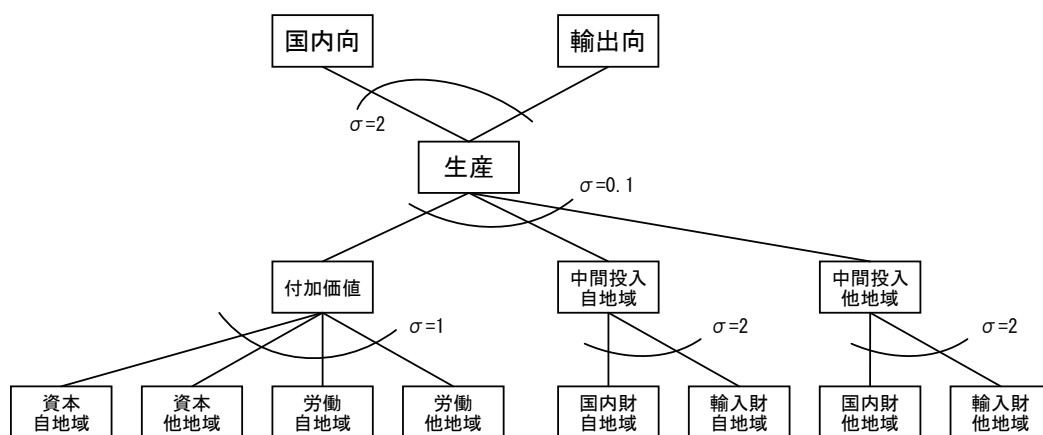 国内向
輸出向
σ=2
生産
σ=0.1
付加価値
中間投入
自地域
中間投入
他地域
σ=1
σ=2
σ=2
資本
自地域
資本
他地域
労働
自地域
労働
他地域
国内財
自地域
輸入財
自地域
国内財
他地域
輸入財
他地域